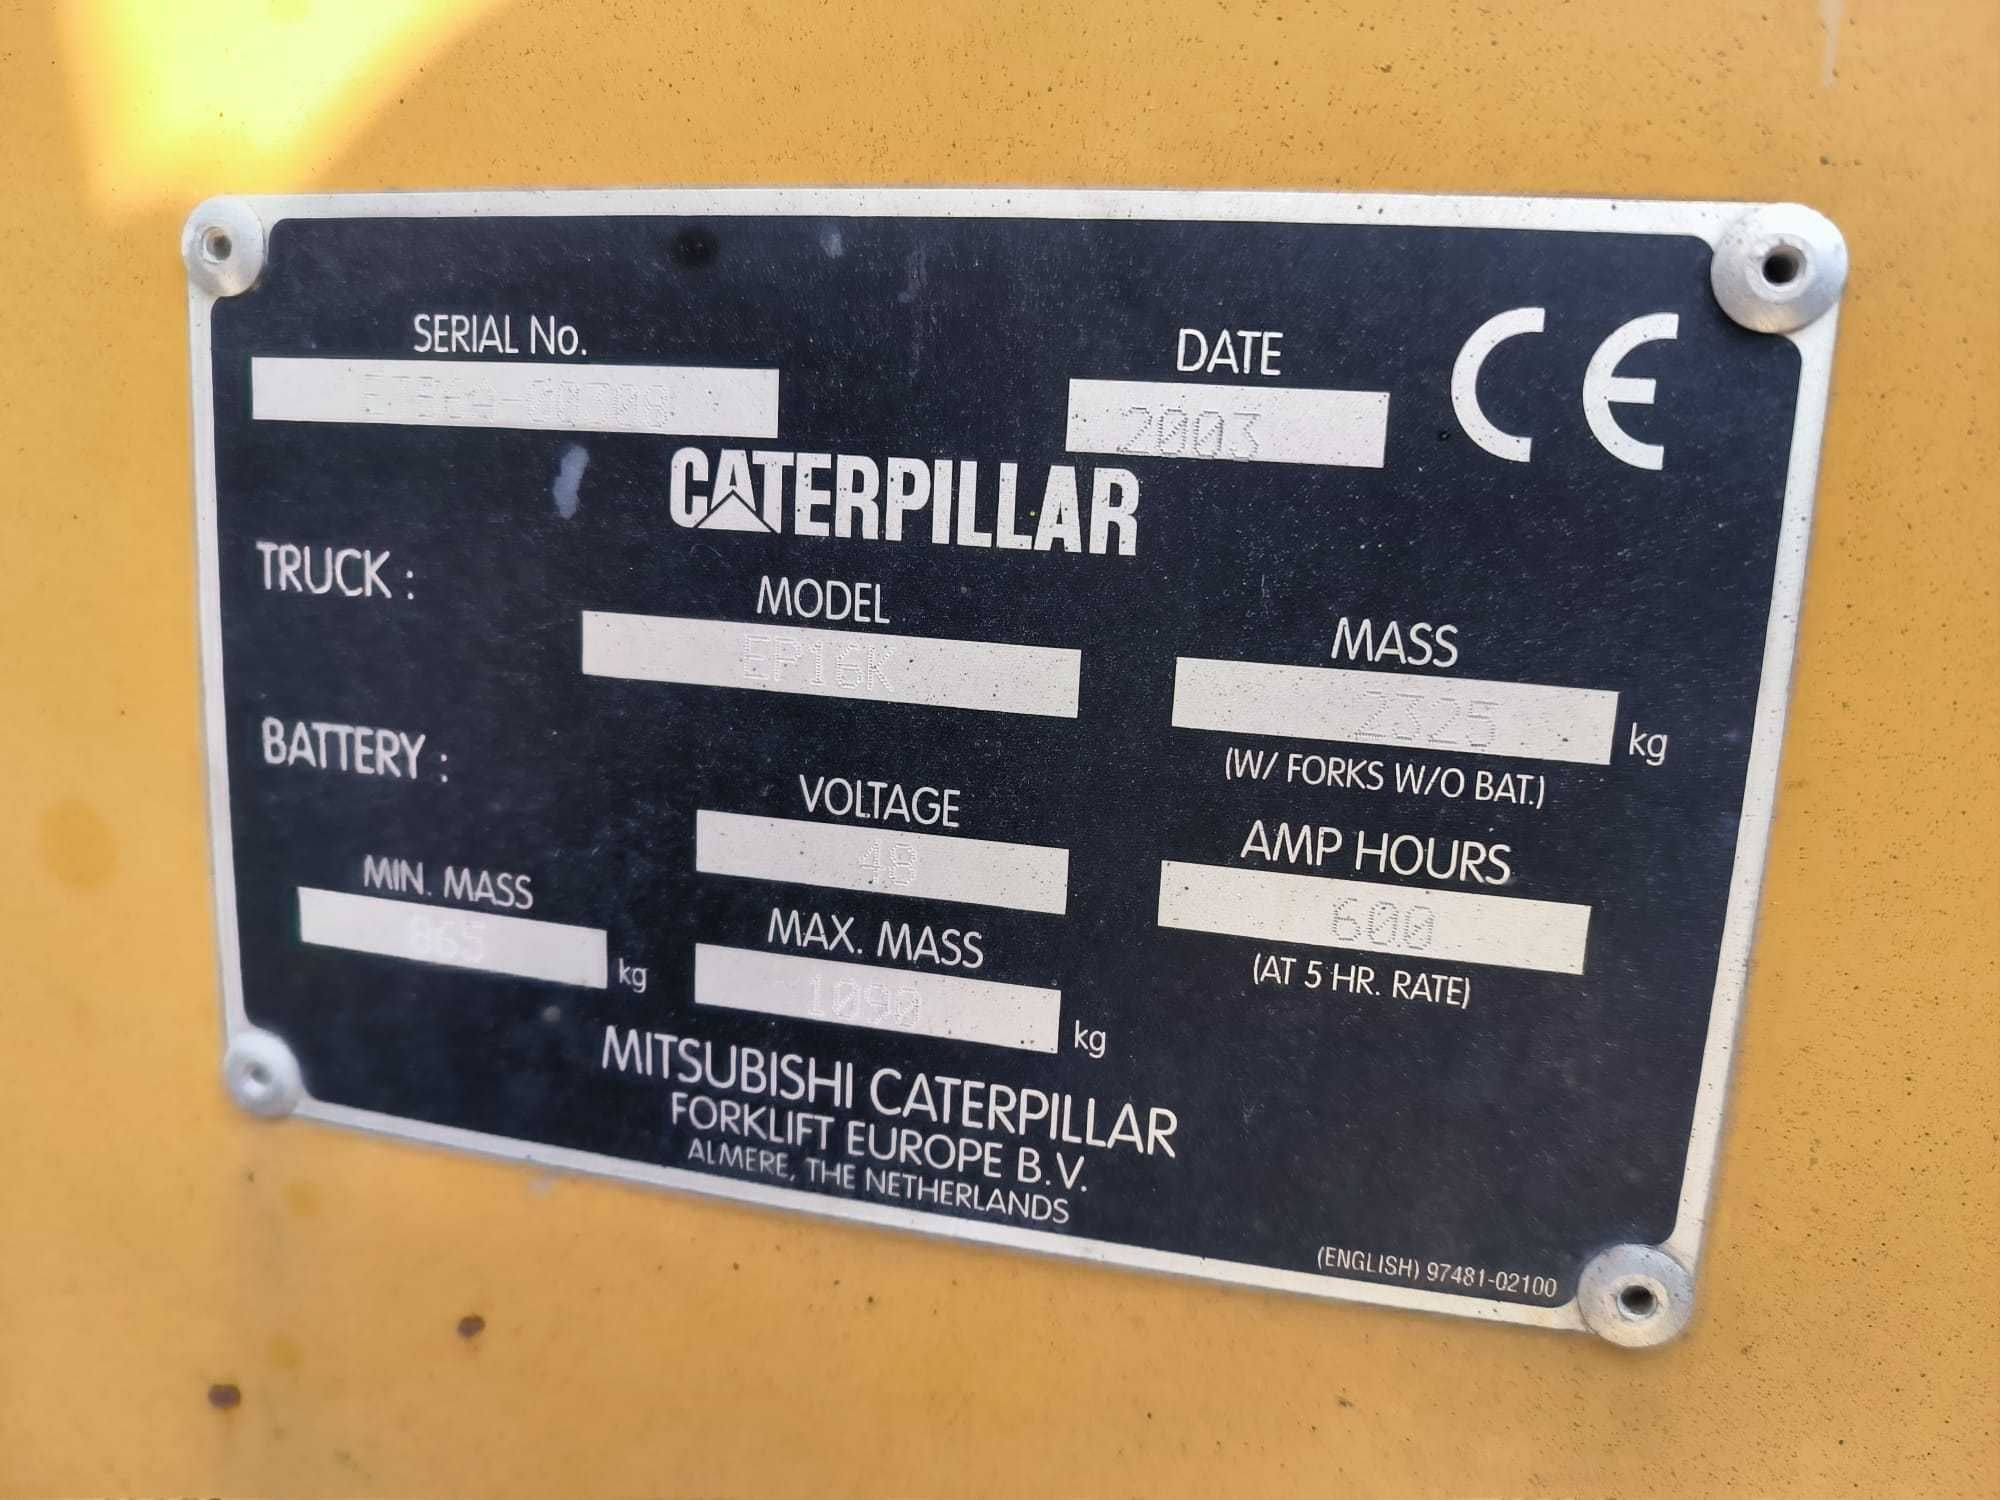 SERIAL No.
DATE
CE
2003
CATERPILLAR
TRUCK :
MODEL
MASS
EP16K
2325 kg
(W/ FORKS W/O BAT.)
BATTERY :
VOLTAGE
AMP HOURS
48
600
(AT 5 HR. RATE)
MIN. MASS
MAX. MASS
865 kg
1090 kg
MITSUBISHI CATERPILLAR
FORKLIFT EUROPE B.V.
ALMERE, THE NETHERLANDS
(ENGLISH) 97481-02100